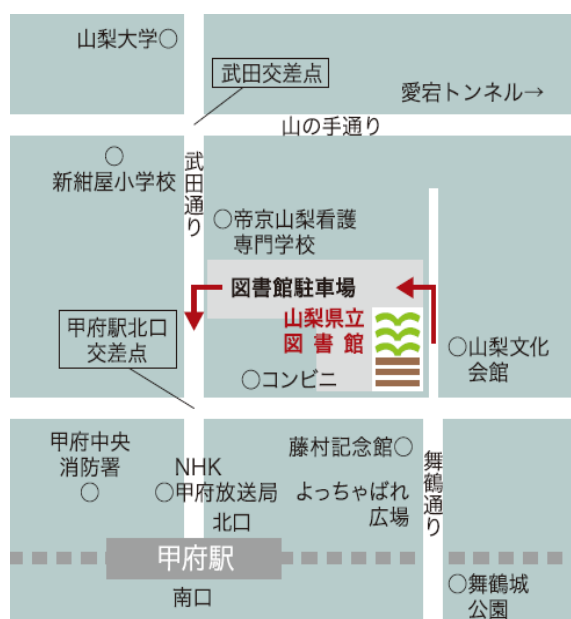 山梨大学○
武田交差点
愛宕トンネル→
山の手通り
○
新紺屋小学校
武田通り
○帝京山梨看護
専門学校
図書館駐車場
山梨県立
図書館
甲府駅北口
交差点
○山梨文化
会館
○コンビニ
甲府中央
消防署
○
NHK
○甲府放送局
北口
藤村記念館○
よっちゃばれ
広場
舞鶴通り
甲府駅
南口
○舞鶴城
公園